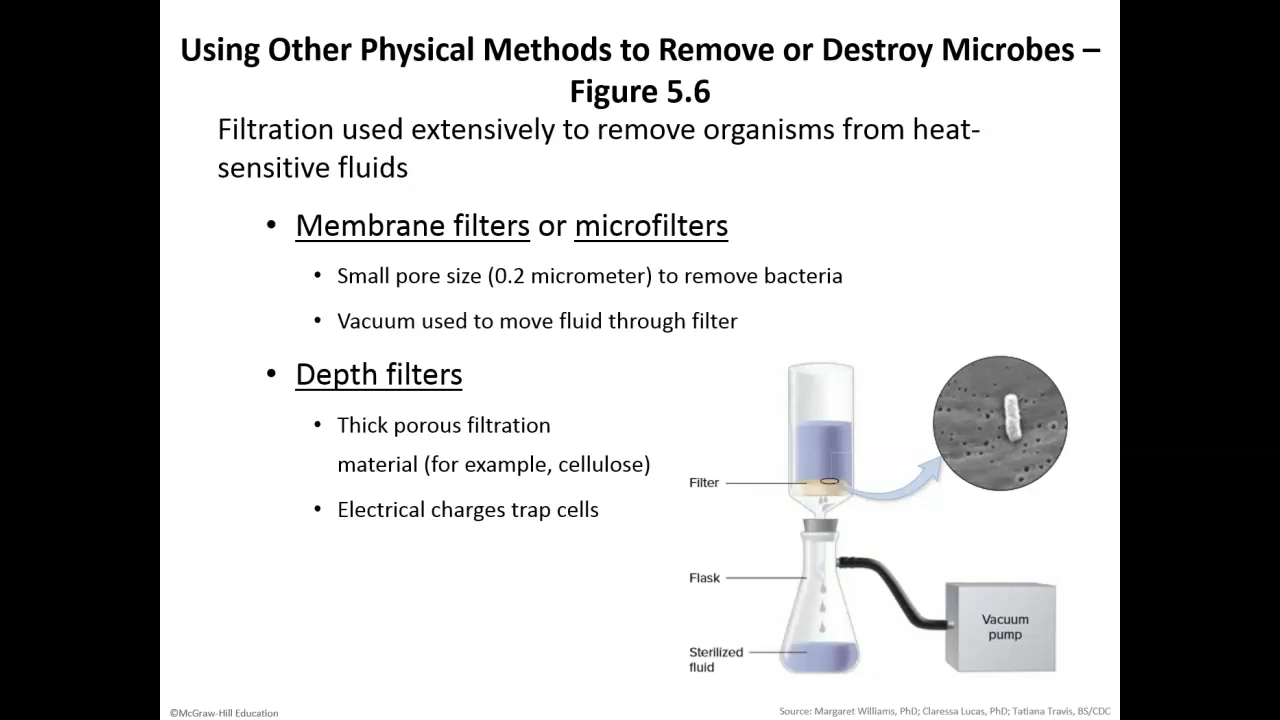 Using Other Physical Methods to Remove or Destroy Microbes –
Figure 5.6
Filtration used extensively to remove organisms from heat-
sensitive fluids
• Membrane filters or microfilters
• Small pore size (0.2 micrometer) to remove bacteria
• Vacuum used to move fluid through filter
• Depth filters
• Thick porous filtration
material (for example, cellulose)
• Electrical charges trap cells
Filter
Flask
Sterilized
fluid
Vacuum
pump
©McGraw-Hill Education
Source: Margaret Williams, PhD; Claressa Lucas, PhD; Tatiana Travis, BS/CDC